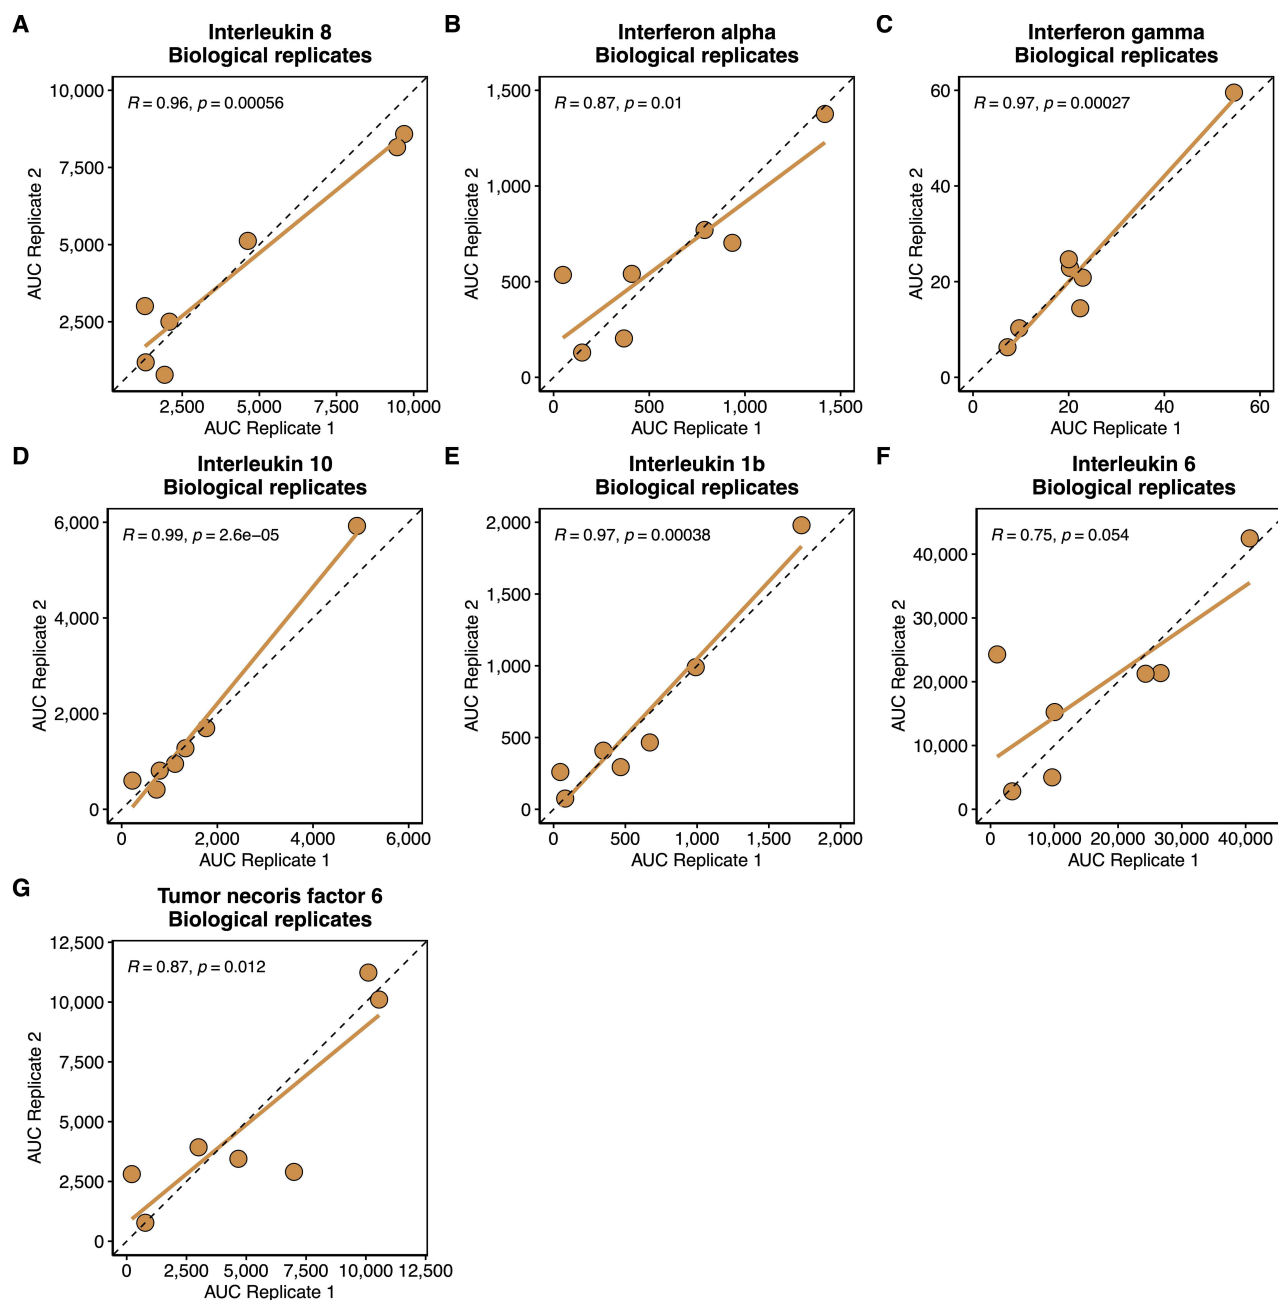 A
Interleukin 8
Biological replicates
R = 0.96, p = 0.00056
AUC Replicate 2
10,000
7,500
5,000
2,500
2,500 5,000 7,500 10,000
AUC Replicate 1
B
Interferon alpha
Biological replicates
R = 0.87, p = 0.01
AUC Replicate 2
1,500
1,000
500
0
0 500 1,000 1,500
AUC Replicate 1
C
Interferon gamma
Biological replicates
R = 0.97, p = 0.00027
AUC Replicate 2
60
40
20
0
0 20 40 60
AUC Replicate 1
D
Interleukin 10
Biological replicates
R = 0.99, p = 2.6e−05
AUC Replicate 2
6,000
4,000
2,000
0
0 2,000 4,000 6,000
AUC Replicate 1
E
Interleukin 1b
Biological replicates
R = 0.97, p = 0.00038
AUC Replicate 2
2,000
1,500
1,000
500
0
0 500 1,000 1,500 2,000
AUC Replicate 1
F
Interleukin 6
Biological replicates
R = 0.75, p = 0.054
AUC Replicate 2
40,000
30,000
20,000
10,000
0
0 10,000 20,000 30,000 40,000
AUC Replicate 1
G
Tumor necoris factor 6
Biological replicates
R = 0.87, p = 0.012
AUC Replicate 2
12,500
10,000
7,500
5,000
2,500
0
0 2,500 5,000 7,500 10,000 12,500
AUC Replicate 1